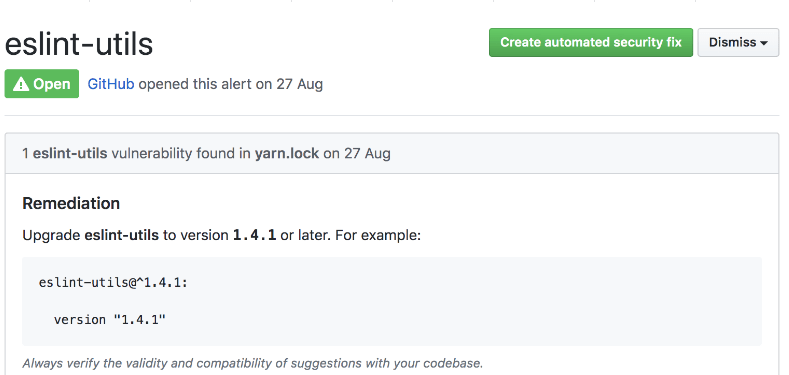 eslint-utils
Create automated security fix
Dismiss
Open
GitHub opened this alert on 27 Aug
1 eslint-utils vulnerability found in yarn.lock on 27 Aug
Remediation
Upgrade eslint-utils to version 1.4.1 or later. For example:
eslint-utils@^1.4.1:
version "1.4.1"
Always verify the validity and compatibility of suggestions with your codebase.